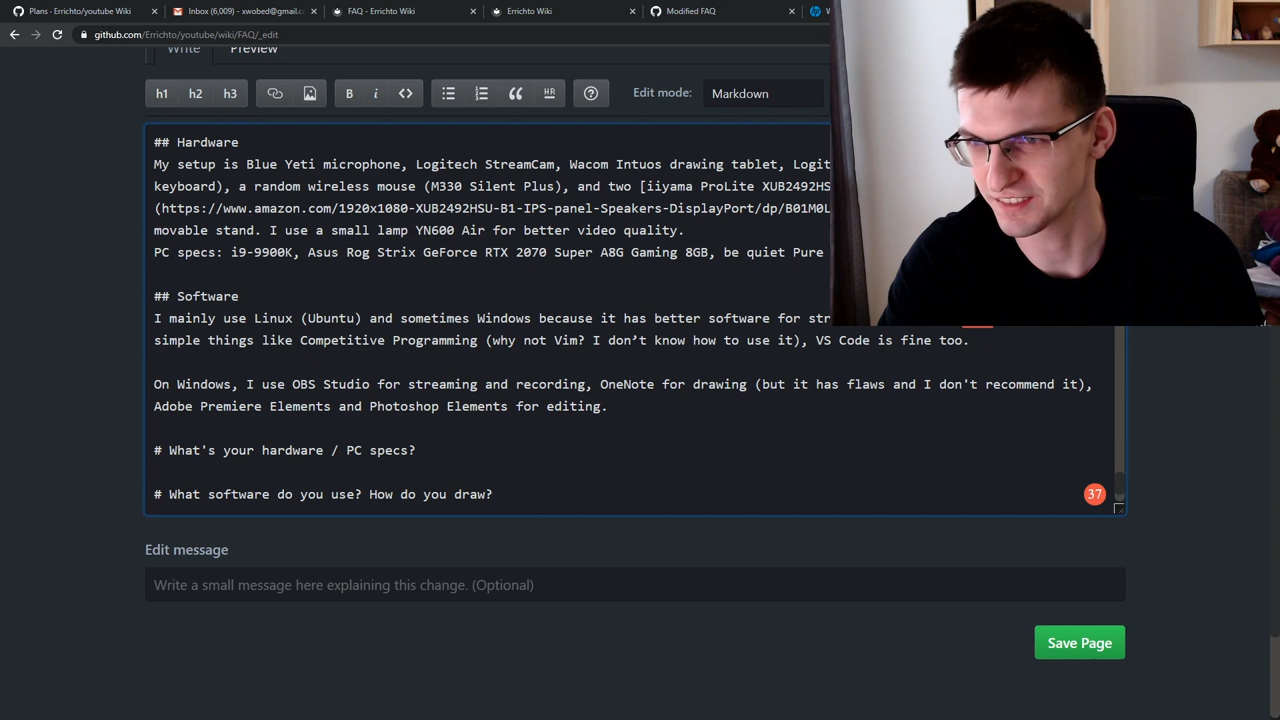 Plans · Errichto/youtube Wiki
Inbox (6,009) - xwobed@gmail.c
FAQ - Errichto Wiki
Errichto Wiki
Modified FAQ
github.com/Errichto/youtube/wiki/FAQ/_edit
Write Preview
h1 h2 h3 B i <> HR Edit mode: Markdown
## Hardware
My setup is Blue Yeti microphone, Logitech StreamCam, Wacom Intuos drawing tablet, Logit
keyboard), a random wireless mouse (M330 Silent Plus), and two [iiyama ProLite XUB2492HS
(https://www.amazon.com/1920x1080-XUB2492HSU-B1-IPS-panel-Speakers-DisplayPort/dp/B01M0L
movable stand. I use a small lamp YN600 Air for better video quality.
PC specs: i9-9900K, Asus Rog Strix GeForce RTX 2070 Super A8G Gaming 8GB, be quiet Pure
## Software
I mainly use Linux (Ubuntu) and sometimes Windows because it has better software for str
simple things like Competitive Programming (why not Vim? I don’t know how to use it), VS Code is fine too.
On Windows, I use OBS Studio for streaming and recording, OneNote for drawing (but it has flaws and I don't recommend it),
Adobe Premiere Elements and Photoshop Elements for editing.
# What's your hardware / PC specs?
# What software do you use? How do you draw?
37
Edit message
Write a small message here explaining this change. (Optional)
Save Page